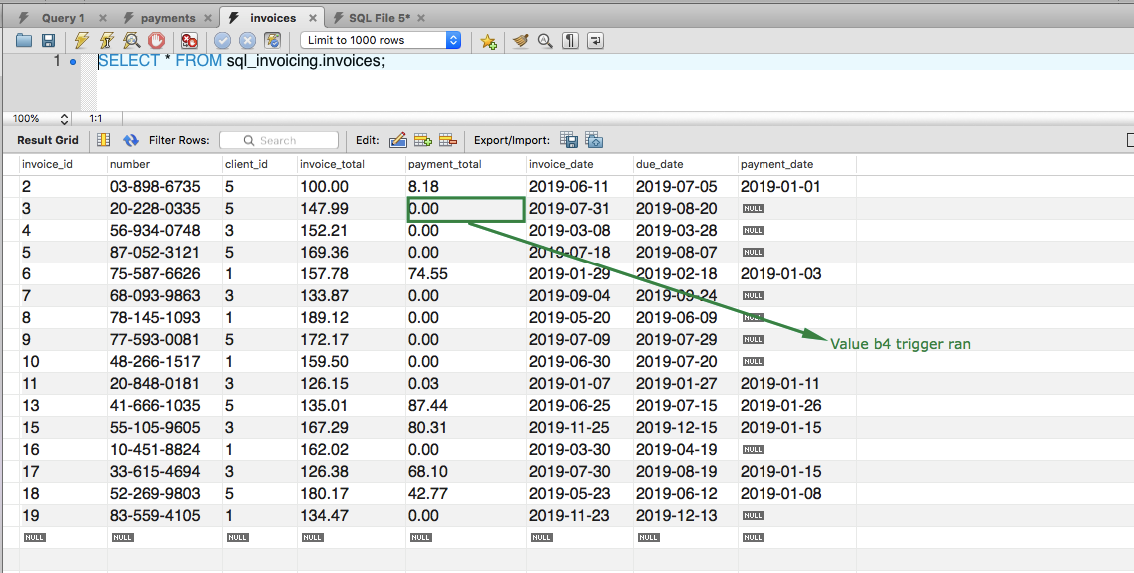 Query 1 payments invoices SQL File 5*
Limit to 1000 rows
1 SELECT * FROM sql_invoicing.invoices;
100% 1:1
Result Grid Filter Rows: Search Edit: Export/Import:
invoice_id number client_id invoice_total payment_total invoice_date due_date payment_date
2 03-898-6735 5 100.00 8.18 2019-06-11 2019-07-05 2019-01-01
3 20-228-0335 5 147.99 0.00 2019-07-31 2019-08-20 NULL
4 56-934-0748 3 152.21 0.00 2019-03-08 2019-03-28 NULL
5 87-052-3121 5 169.36 0.00 2019-07-18 2019-08-07 NULL
6 75-587-6626 1 157.78 74.55 2019-01-29 2019-02-18 2019-01-03
7 68-093-9863 3 133.87 0.00 2019-09-04 2019-09-24 NULL
8 78-145-1093 1 189.12 0.00 2019-05-20 2019-06-09 NULL
9 77-593-0081 5 172.17 0.00 2019-07-09 2019-07-29 NULL
Value b4 trigger ran
10 48-266-1517 1 159.50 0.00 2019-06-30 2019-07-20 NULL
11 20-848-0181 3 126.15 0.03 2019-01-07 2019-01-27 2019-01-11
13 41-666-1035 5 135.01 87.44 2019-06-25 2019-07-15 2019-01-26
15 55-105-9605 3 167.29 80.31 2019-11-25 2019-12-15 2019-01-15
16 10-451-8824 1 162.02 0.00 2019-03-30 2019-04-19 NULL
17 33-615-4694 3 126.38 68.10 2019-07-30 2019-08-19 2019-01-15
18 52-269-9803 5 180.17 42.77 2019-05-23 2019-06-12 2019-01-08
19 83-559-4105 1 134.47 0.00 2019-11-23 2019-12-13 NULL
NULL NULL NULL NULL NULL NULL NULL NULL